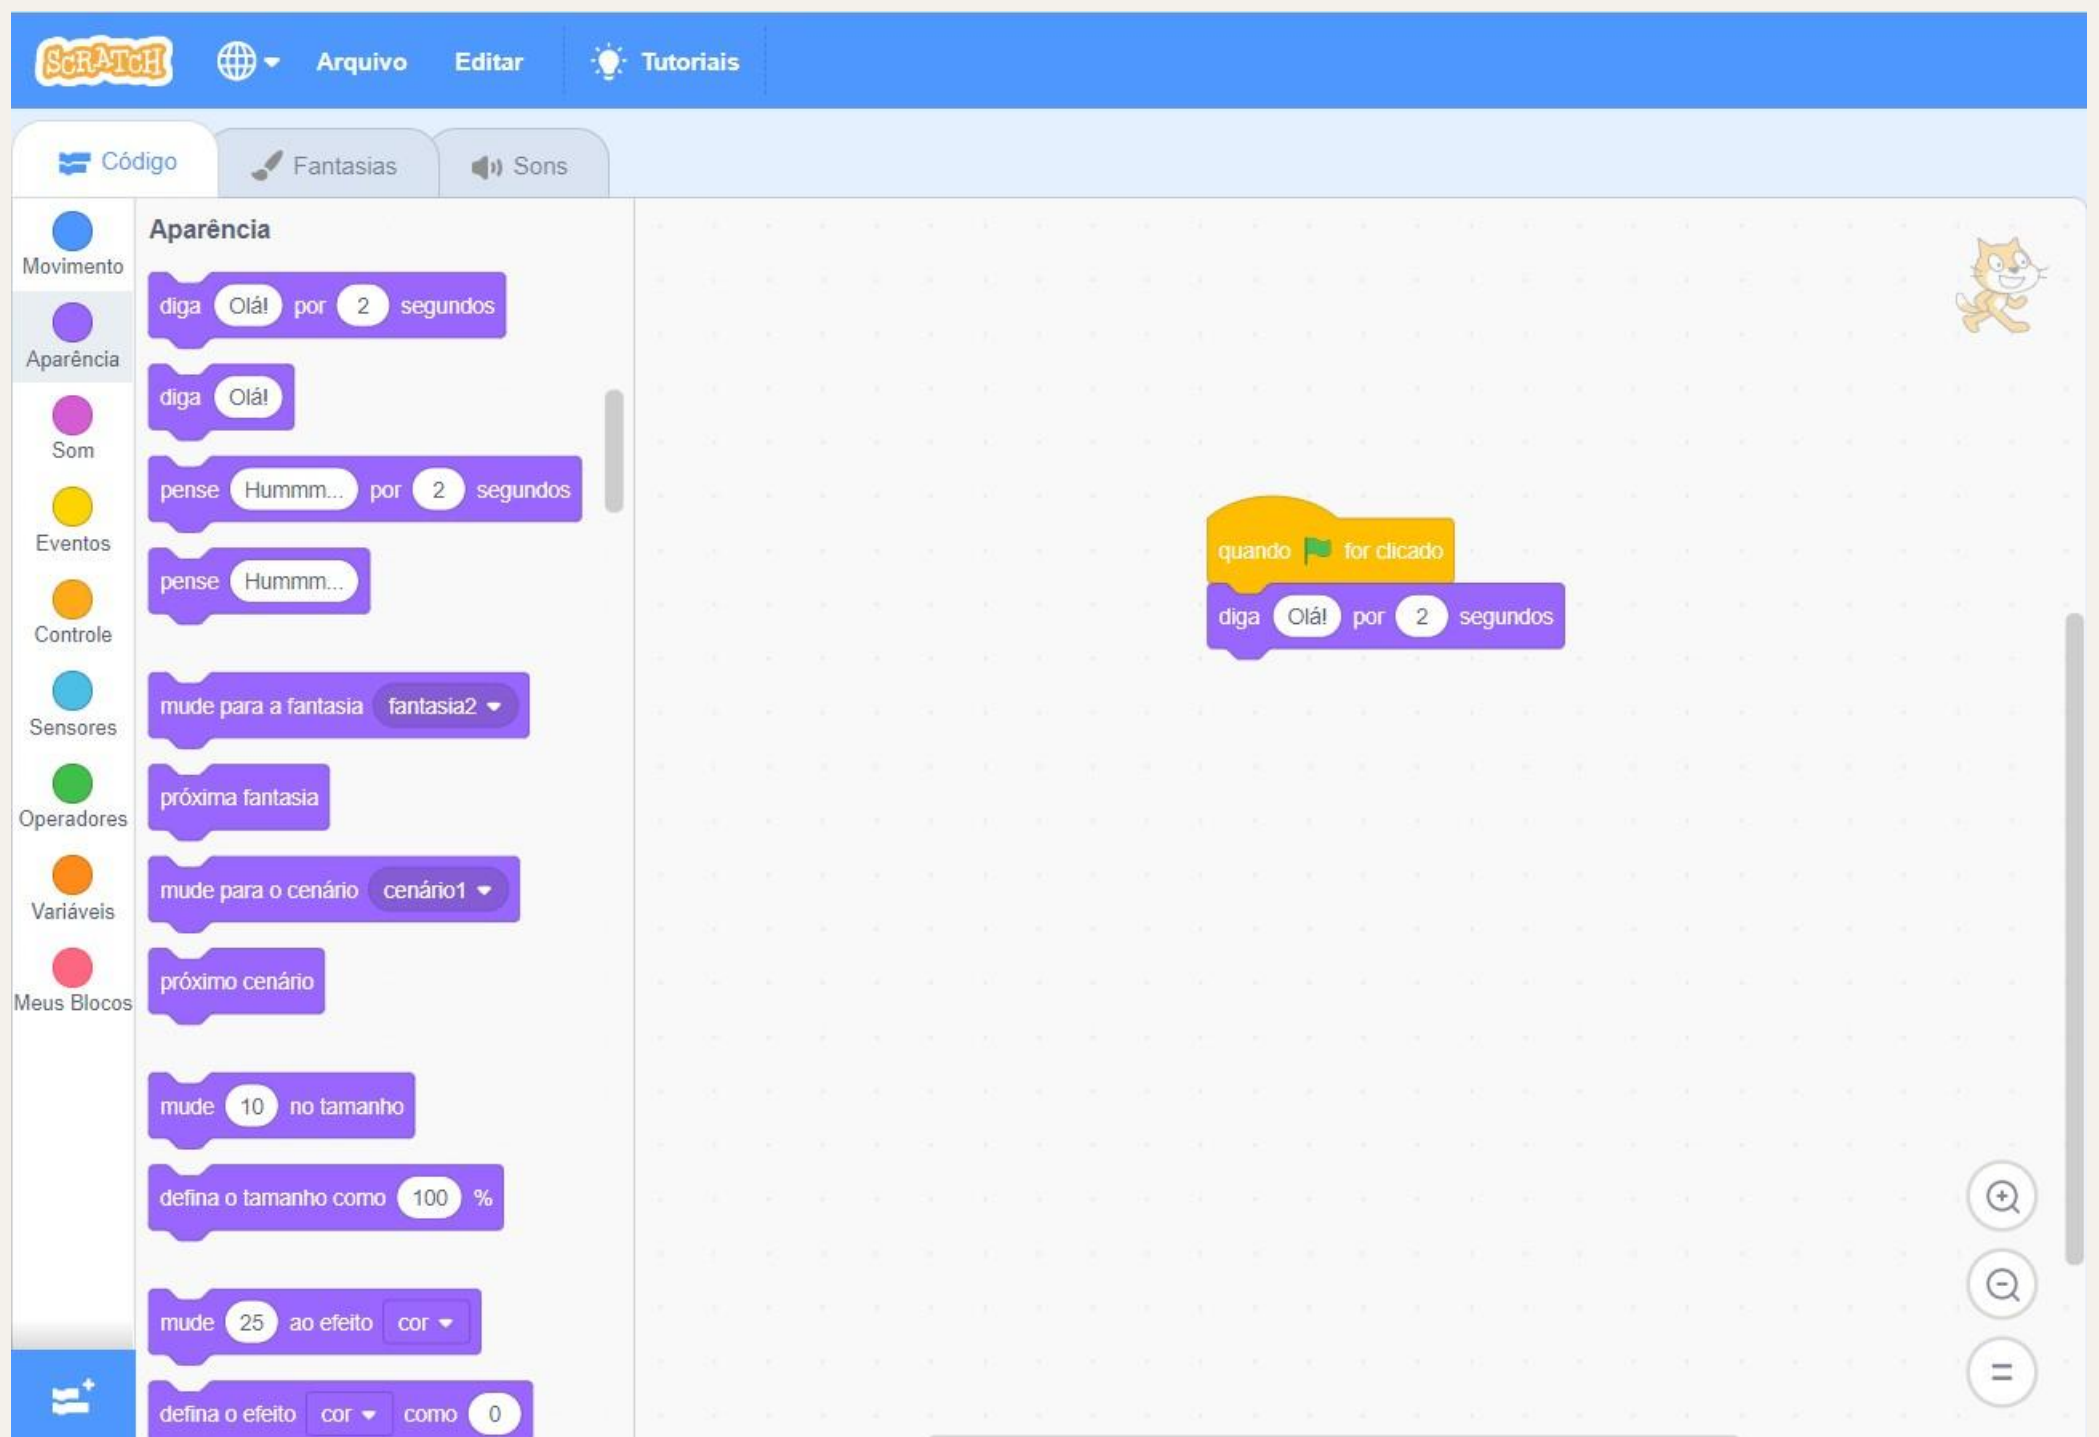 SCRATCH
Arquivo
Editar
Tutoriais
Código
Fantasias
Sons
Movimento
Aparência
Som
Eventos
Controle
Sensores
Operadores
Variáveis
Meus Blocos
Aparência
diga Olá! por 2 segundos
diga Olá!
pense Hummm... por 2 segundos
pense Hummm...
mude para a fantasia fantasia2
próxima fantasia
mude para o cenário cenário1
próximo cenário
mude 10 no tamanho
defina o tamanho como 100 %
mude 25 ao efeito cor
defina o efeito cor como 0
quando for clicado
diga Olá! por 2 segundos